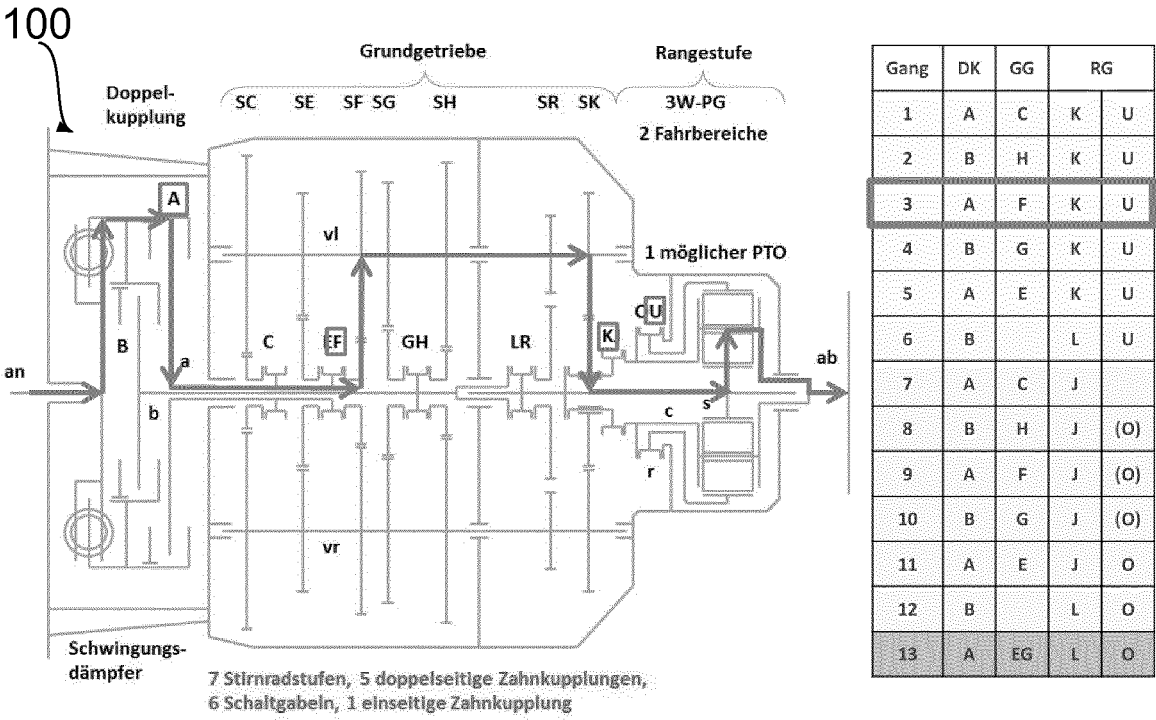 100
Grundgetriebe
Rangestufe
Doppel-
kupplung
SC SE SF SG SH SR SK
3W-PG
2 Fahrbereiche
A
vl
1 möglicher PTO
U
B
C
EF
GH
LR
K
an
a
ab
b
c
s
r
vr
Schwingungs-
dämpfer
7 Stirnradstufen, 5 doppelseitige Zahnkupplungen,
6 Schaltgabeln, 1 einseitige Zahnkupplung
Gang DK GG RG
1 A C K U
2 B H K U
3 A F K U
4 B G K U
5 A E K U
6 B L U
7 A C J
8 B H J (O)
9 A F J (O)
10 B G J (O)
11 A E J O
12 B L O
13 A EG L O